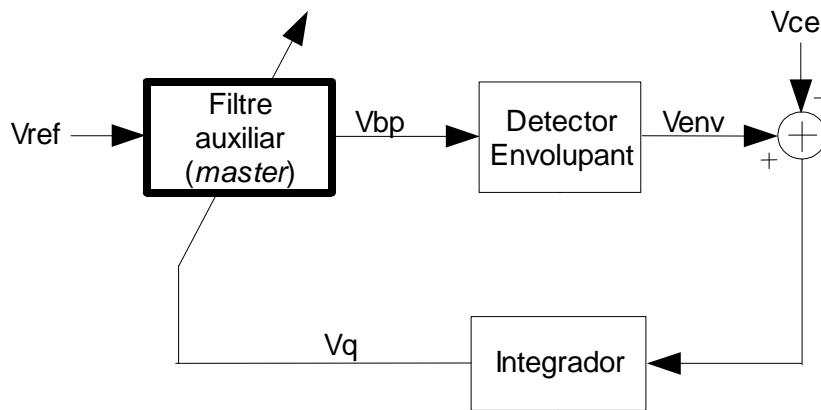 Vce
Filtre
auxiliar
(master)
Vref
Vbp
Detector
Envolupant
Venv
-
+
+
Vq
Integrador